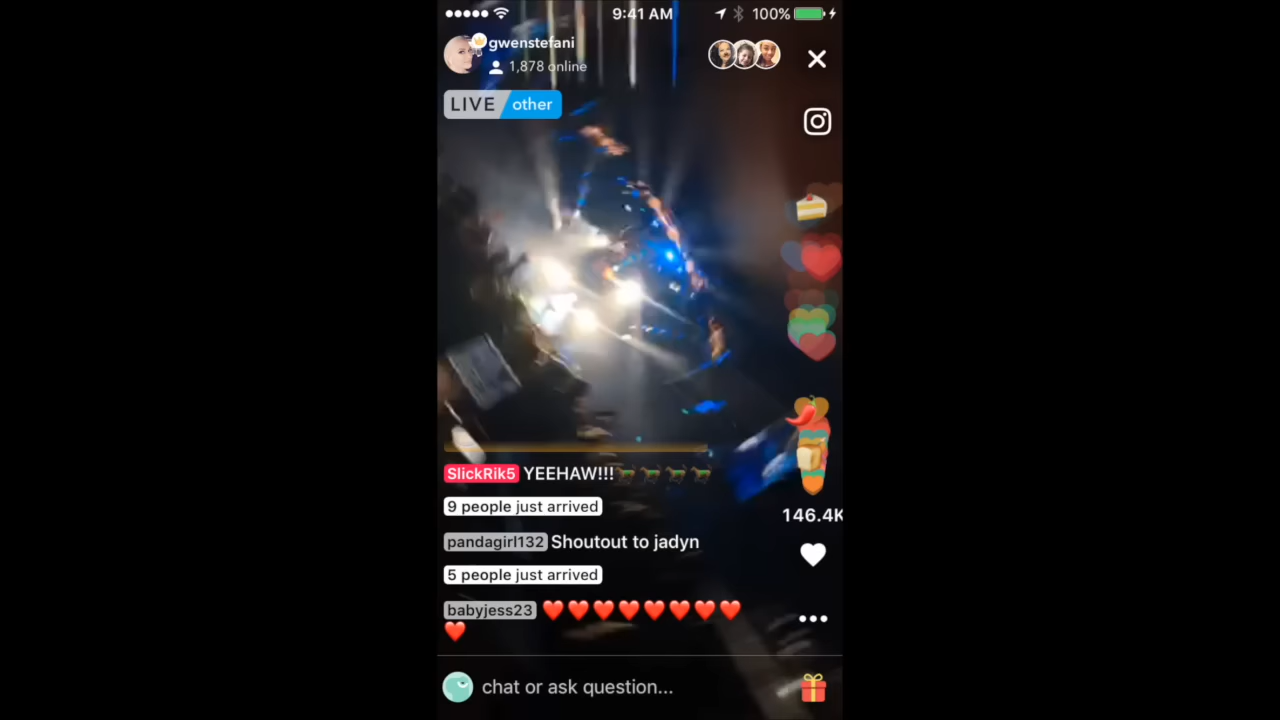 9:41 AM
100%
gwenstefani
1,878 online
LIVE other
SlickRik5 YEEHAW!!!
9 people just arrived
146.4K
pandagirl132 Shoutout to jadyn
5 people just arrived
babyjess23
chat or ask question...